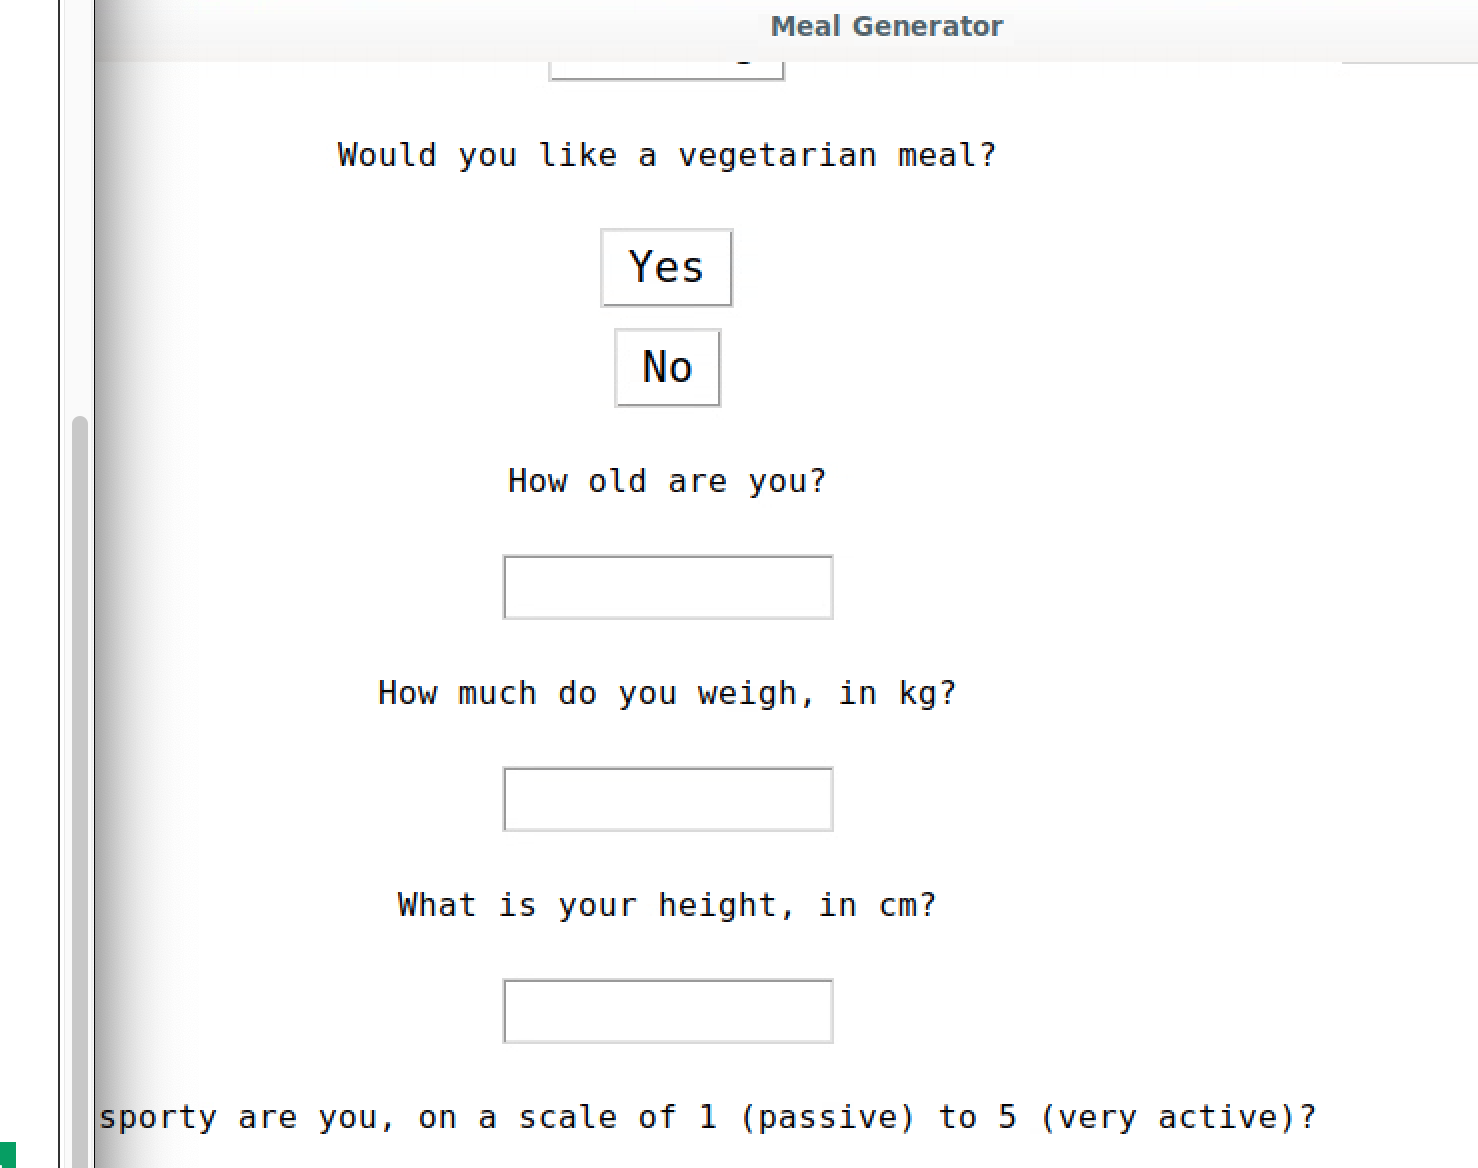 Meal Generator
Would you like a vegetarian meal?
Yes
No
How old are you?
How much do you weigh, in kg?
What is your height, in cm?
sporty are you, on a scale of 1 (passive) to 5 (very active)?